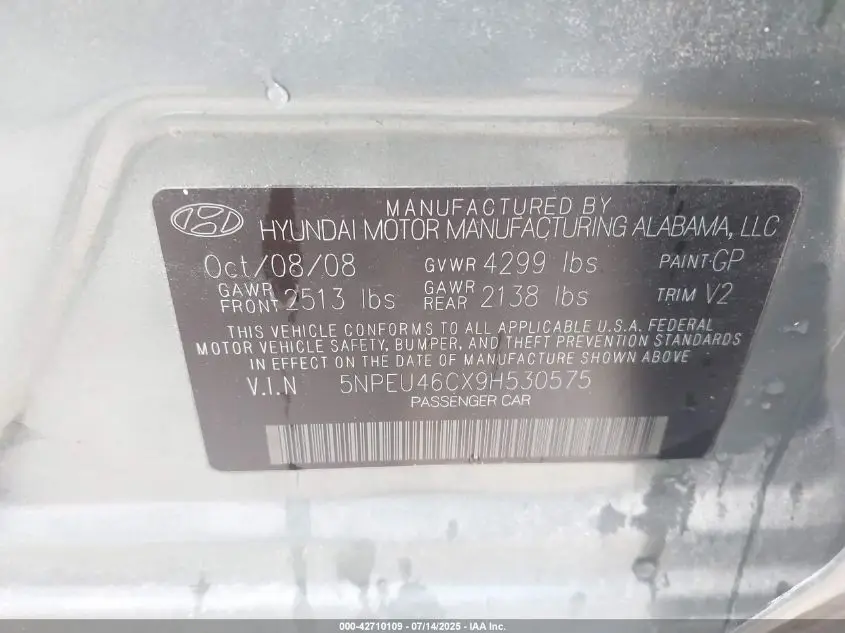 MANUFACTURED BY
HYUNDAI MOTOR MANUFACTURING ALABAMA, LLC
Oct/08/08 GVWR 4299 lbs PAINT GP
GAWR FRONT 2513 lbs GAWR REAR 2138 lbs TRIM V2
THIS VEHICLE CONFORMS TO ALL APPLICABLE U.S.A. FEDERAL
MOTOR VEHICLE SAFETY, BUMPER, AND THEFT PREVENTION STANDARDS
IN EFFECT ON THE DATE OF MANUFACTURE SHOWN ABOVE
V.I.N 5NPEU46CX9H530575
PASSENGER CAR
000-42710109 - 07/14/2025 - IAA Inc.